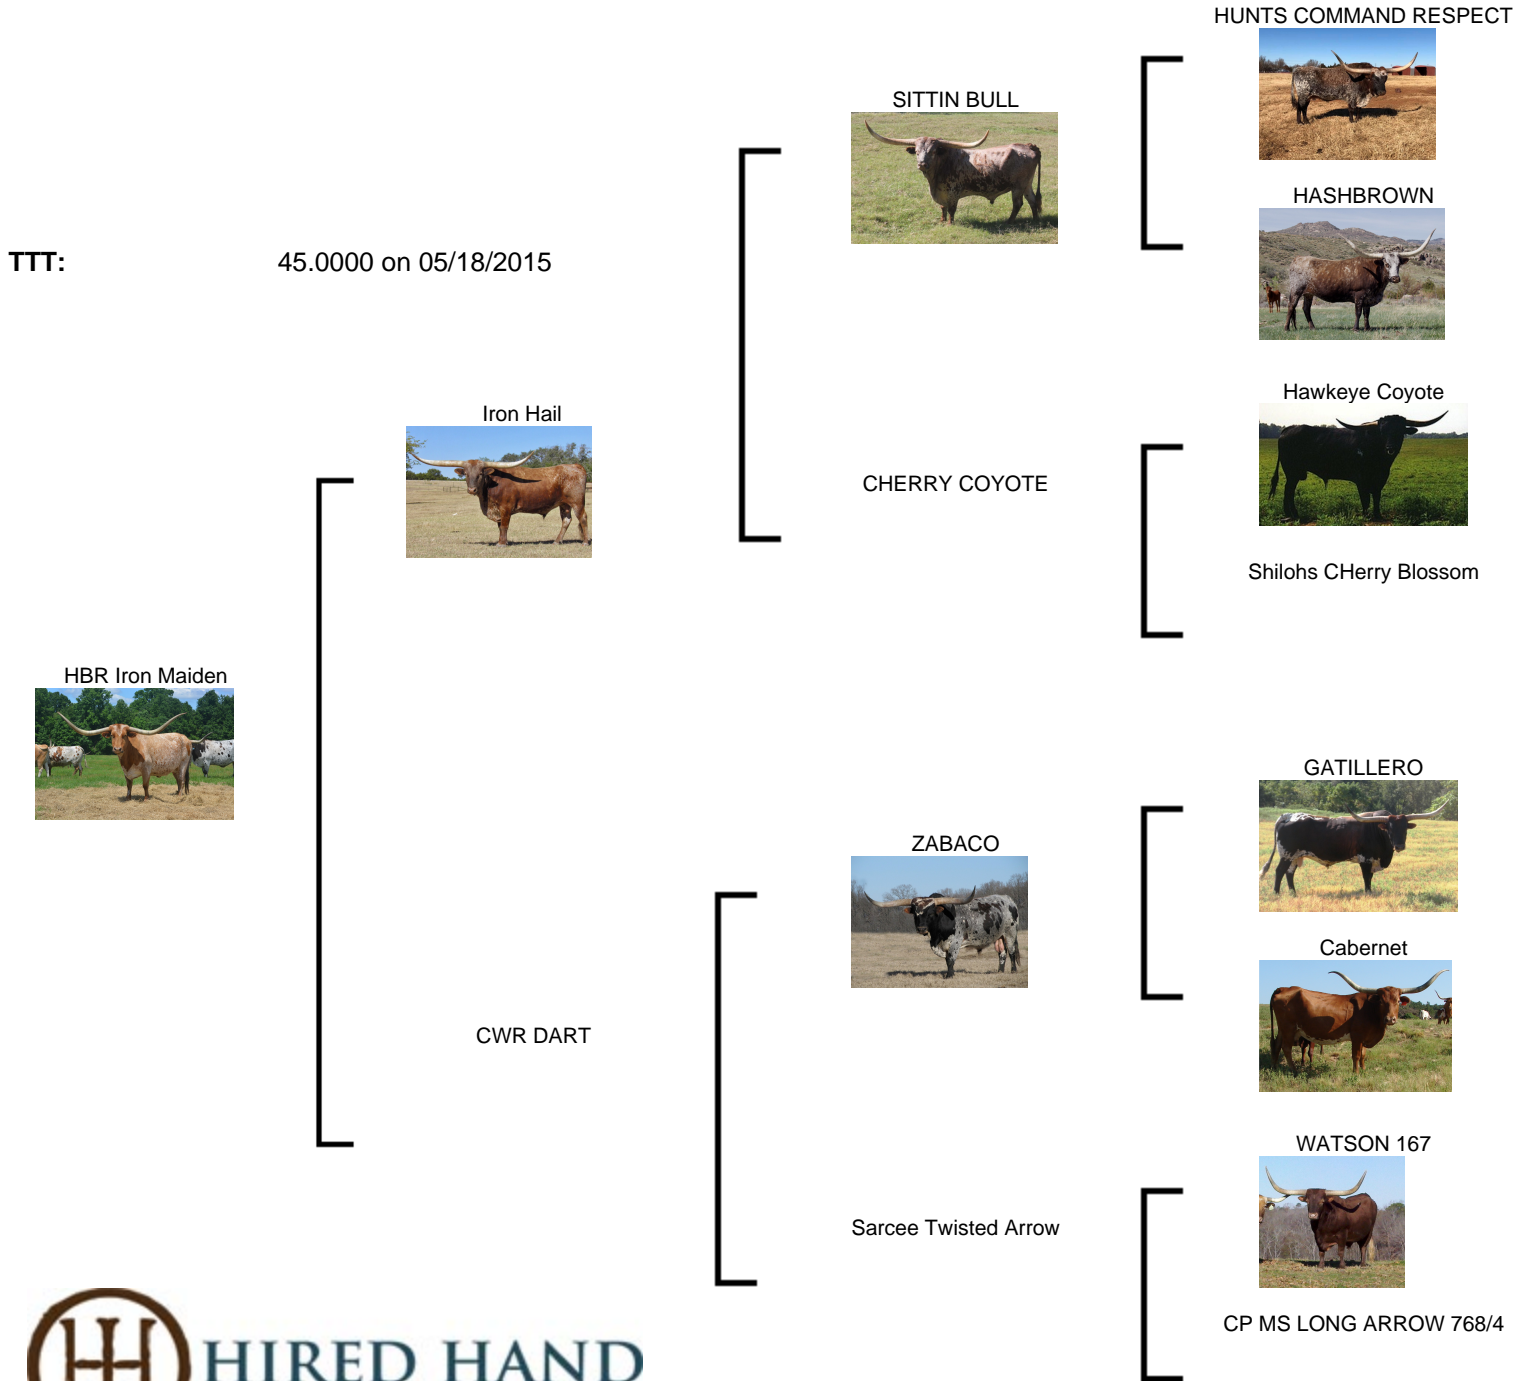 HUNTS COMMAND RESPECT
SITTIN BULL
HASHBROWN
TTT: 45.0000 on 05/18/2015
Hawkeye Coyote
Iron Hail
CHERRY COYOTE
Shilohs CHerry Blossom
HBR Iron Maiden
GATILLERO
ZABACO
Cabernet
CWR DART
WATSON 167
Sarcee Twisted Arrow
CP MS LONG ARROW 768/4
HIRED HAND